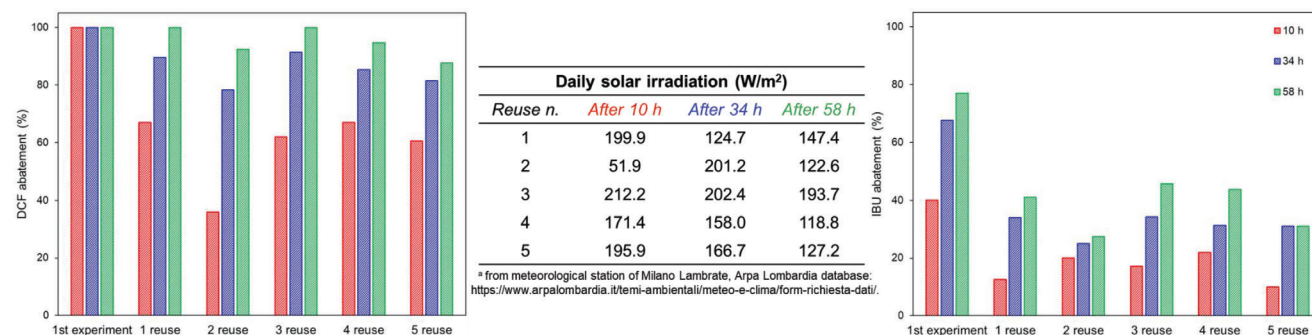 100
80
60
40
20
0
DCF abatement (%)
1st experiment 1 reuse 2 reuse 3 reuse 4 reuse 5 reuse
Daily solar irradiation (W/m²)
Reuse n. After 10 h After 34 h After 58 h
1 199.9 124.7 147.4
2 51.9 201.2 122.6
3 212.2 202.4 193.7
4 171.4 158.0 118.8
5 195.9 166.7 127.2
ᵃ from meteorological station of Milano Lambrate, Arpa Lombardia database:
https://www.arpalombardia.it/temi-ambientali/meteo-e-clima/form-richiesta-dati/.
100
80
60
40
20
0
IBU abatement (%)
10 h
34 h
58 h
1st experiment 1 reuse 2 reuse 3 reuse 4 reuse 5 reuse